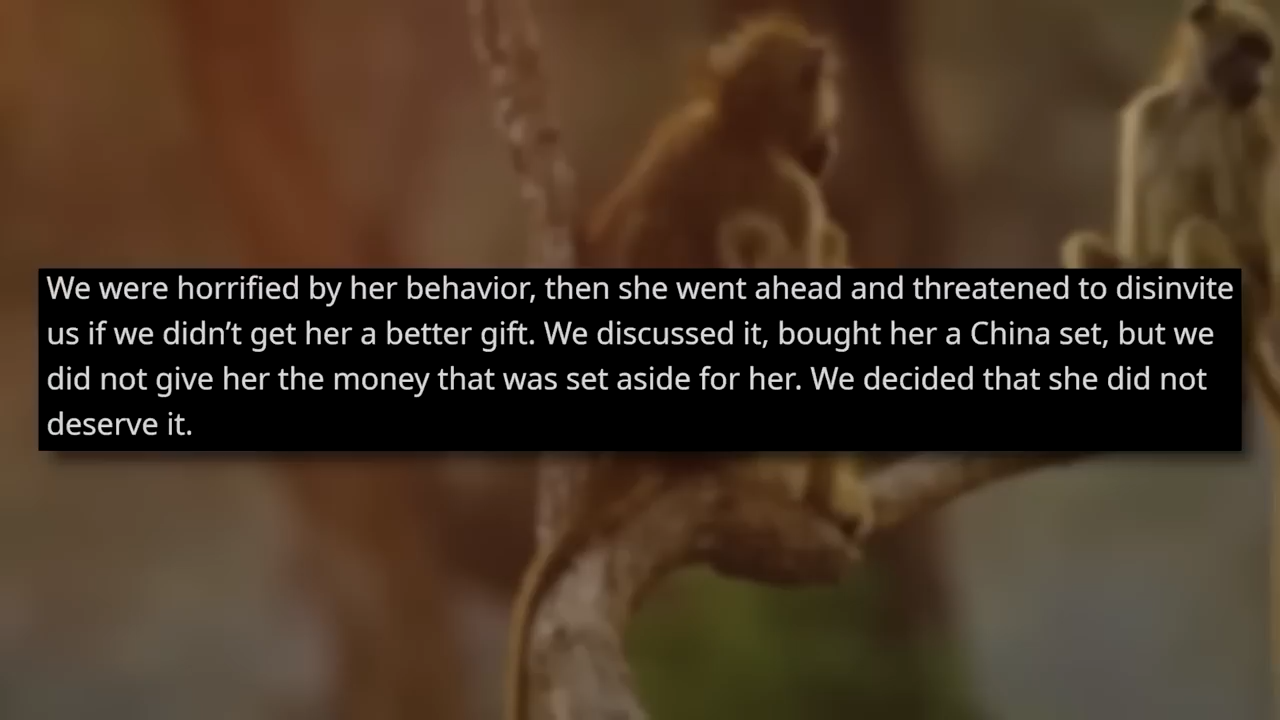 We were horrified by her behavior, then she went ahead and threatened to disinvite
us if we didn’t get her a better gift. We discussed it, bought her a China set, but we
did not give her the money that was set aside for her. We decided that she did not
deserve it.